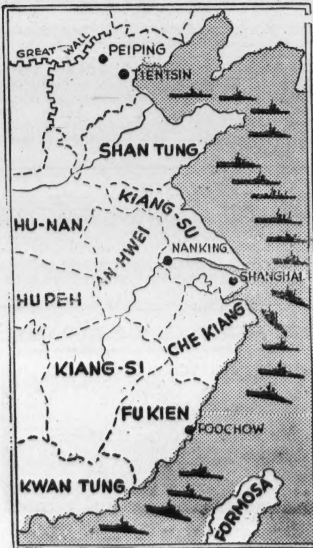 GREAT WALL
PEIPING
TIENTSIN
SHAN TUNG
KIANG-SU
HU-NAN
AN-HWEI
NANKING
SHANGHAI
HUPEH
CHE KIANG
KIANG-SI
FUKIEN
FOOCHOW
KWAN TUNG
FORMOSA